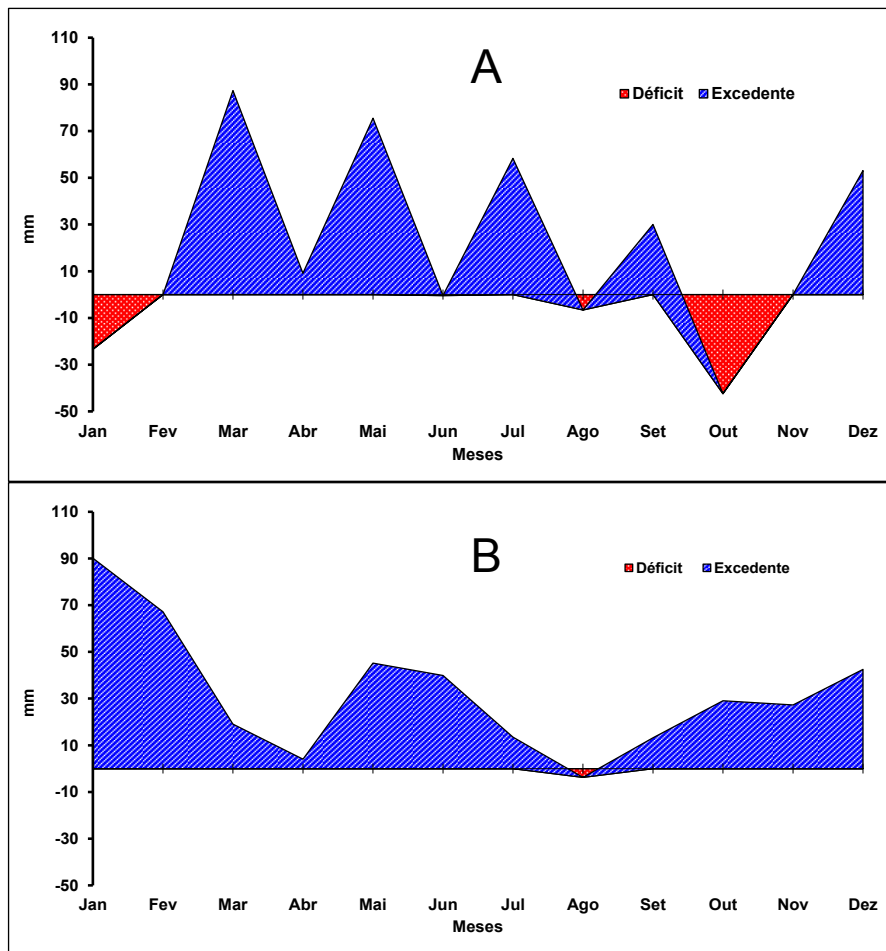 A
Déficit Excedente
mm
110
90
70
50
30
10
-10
-30
-50
Jan Fev Mar Abr Mai Jun Jul Ago Set Out Nov Dez
Meses
B
Déficit Excedente
mm
110
90
70
50
30
10
-10
-30
-50
Jan Fev Mar Abr Mai Jun Jul Ago Set Out Nov Dez
Meses